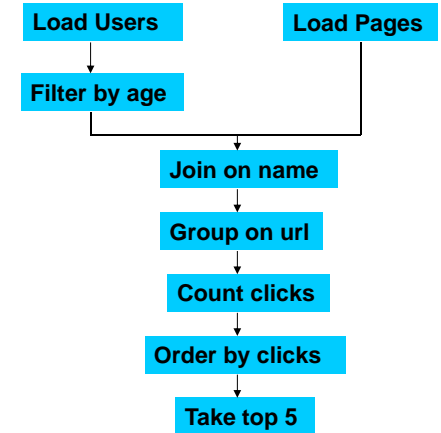 Load Users
Load Pages
Filter by age
Join on name
Group on url
Count clicks
Order by clicks
Take top 5